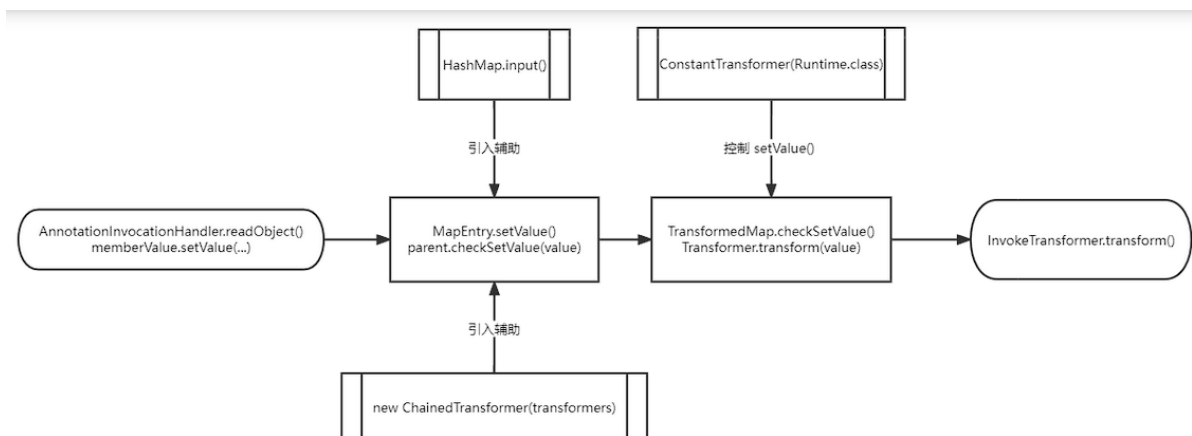 HashMap.input()
ConstantTransformer(Runtime.class)
引入辅助
控制 setValue()
AnnotationInvocationHandler.readObject()
memberValue.setValue(...)
MapEntry.setValue()
parent.checkSetValue(value)
TransformedMap.checkSetValue()
Transformer.transform(value)
InvokeTransformer.transform()
引入辅助
new ChainedTransformer(transformers)